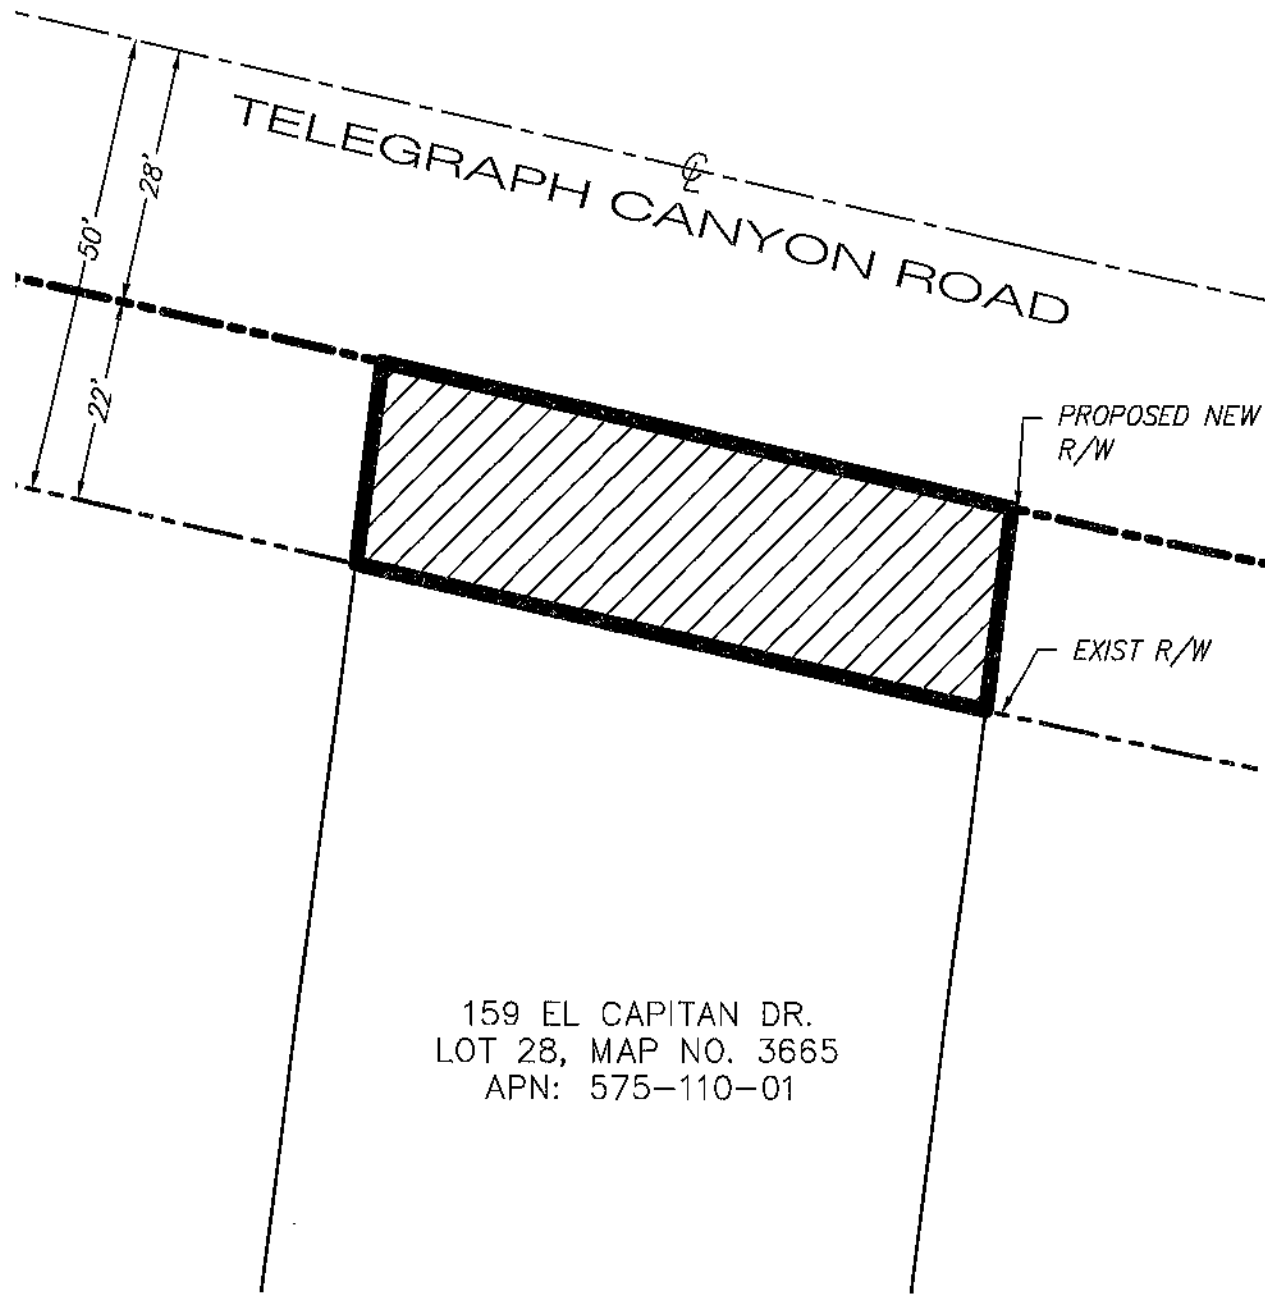 ℄
TELEGRAPH CANYON ROAD
28'
50'
22'
PROPOSED NEW
R/W
EXIST R/W
159 EL CAPITAN DR.
LOT 28, MAP NO. 3665
APN: 575-110-01